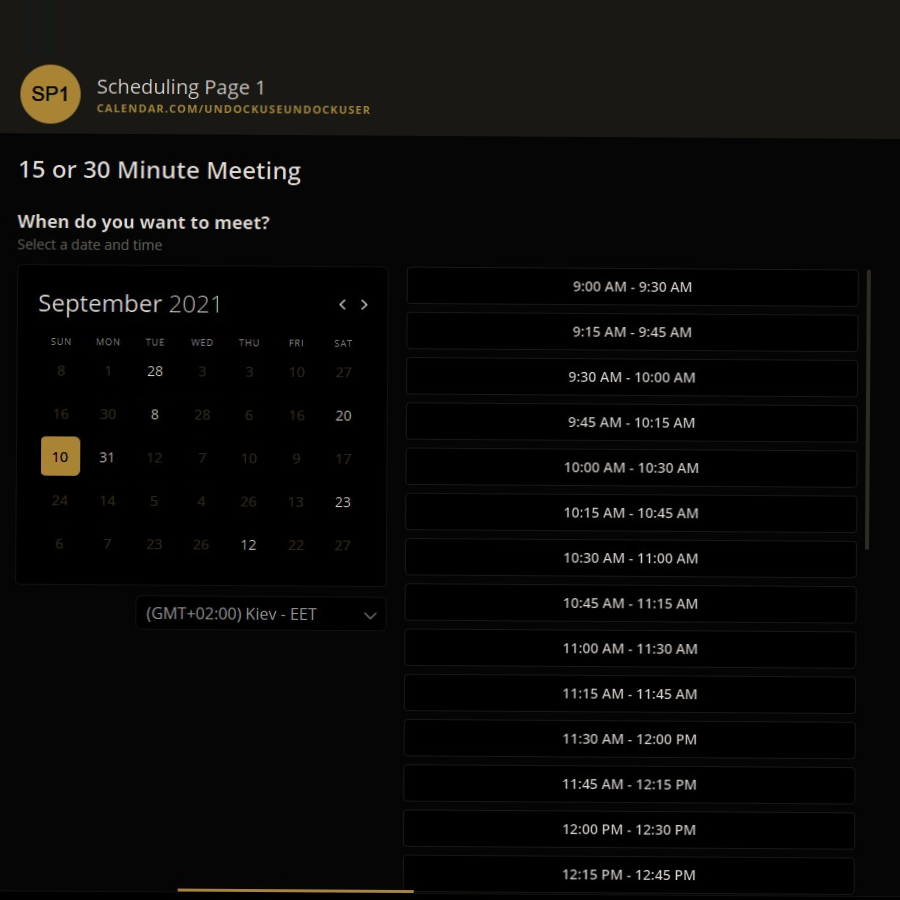 SP1
Scheduling Page 1
CALENDAR.COM/UNDOCKUSEUNDOCKUSER
15 or 30 Minute Meeting
When do you want to meet?
Select a date and time
September 2021
< >
SUN MON TUE WED THU FRI SAT
8 1 28 3 3 10 27
16 30 8 28 6 16 20
10 31 12 7 10 9 17
24 14 5 4 26 13 23
6 7 23 26 12 22 27
(GMT+02:00) Kiev - EET
9:00 AM - 9:30 AM
9:15 AM - 9:45 AM
9:30 AM - 10:00 AM
9:45 AM - 10:15 AM
10:00 AM - 10:30 AM
10:15 AM - 10:45 AM
10:30 AM - 11:00 AM
10:45 AM - 11:15 AM
11:00 AM - 11:30 AM
11:15 AM - 11:45 AM
11:30 AM - 12:00 PM
11:45 AM - 12:15 PM
12:00 PM - 12:30 PM
12:15 PM - 12:45 PM